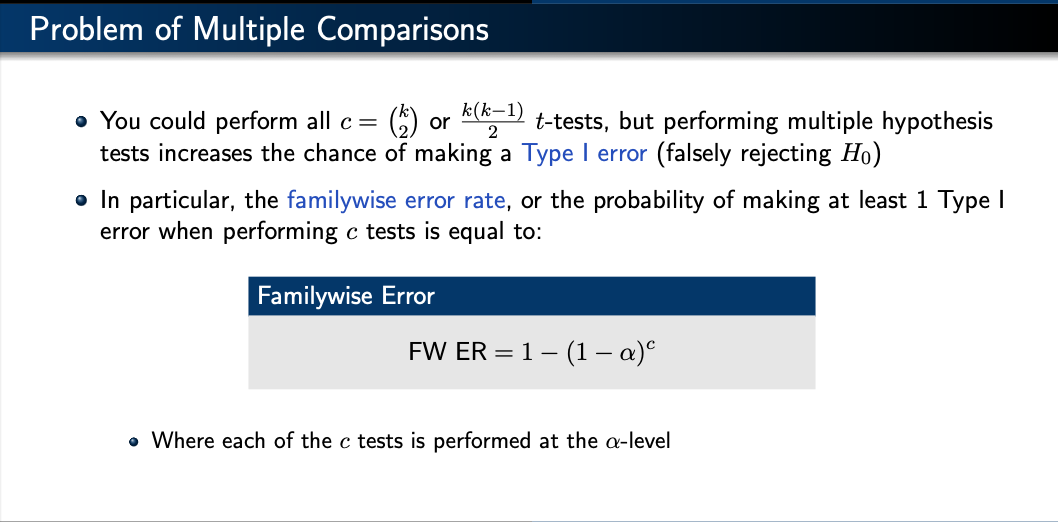 Problem of Multiple Comparisons
You could perform all c = (k 2) or k(k−1)/2 t-tests, but performing multiple hypothesis
tests increases the chance of making a Type I error (falsely rejecting H₀)
In particular, the familywise error rate, or the probability of making at least 1 Type I
error when performing c tests is equal to:
Familywise Error
FW ER = 1 − (1 − α)ᶜ
Where each of the c tests is performed at the α-level